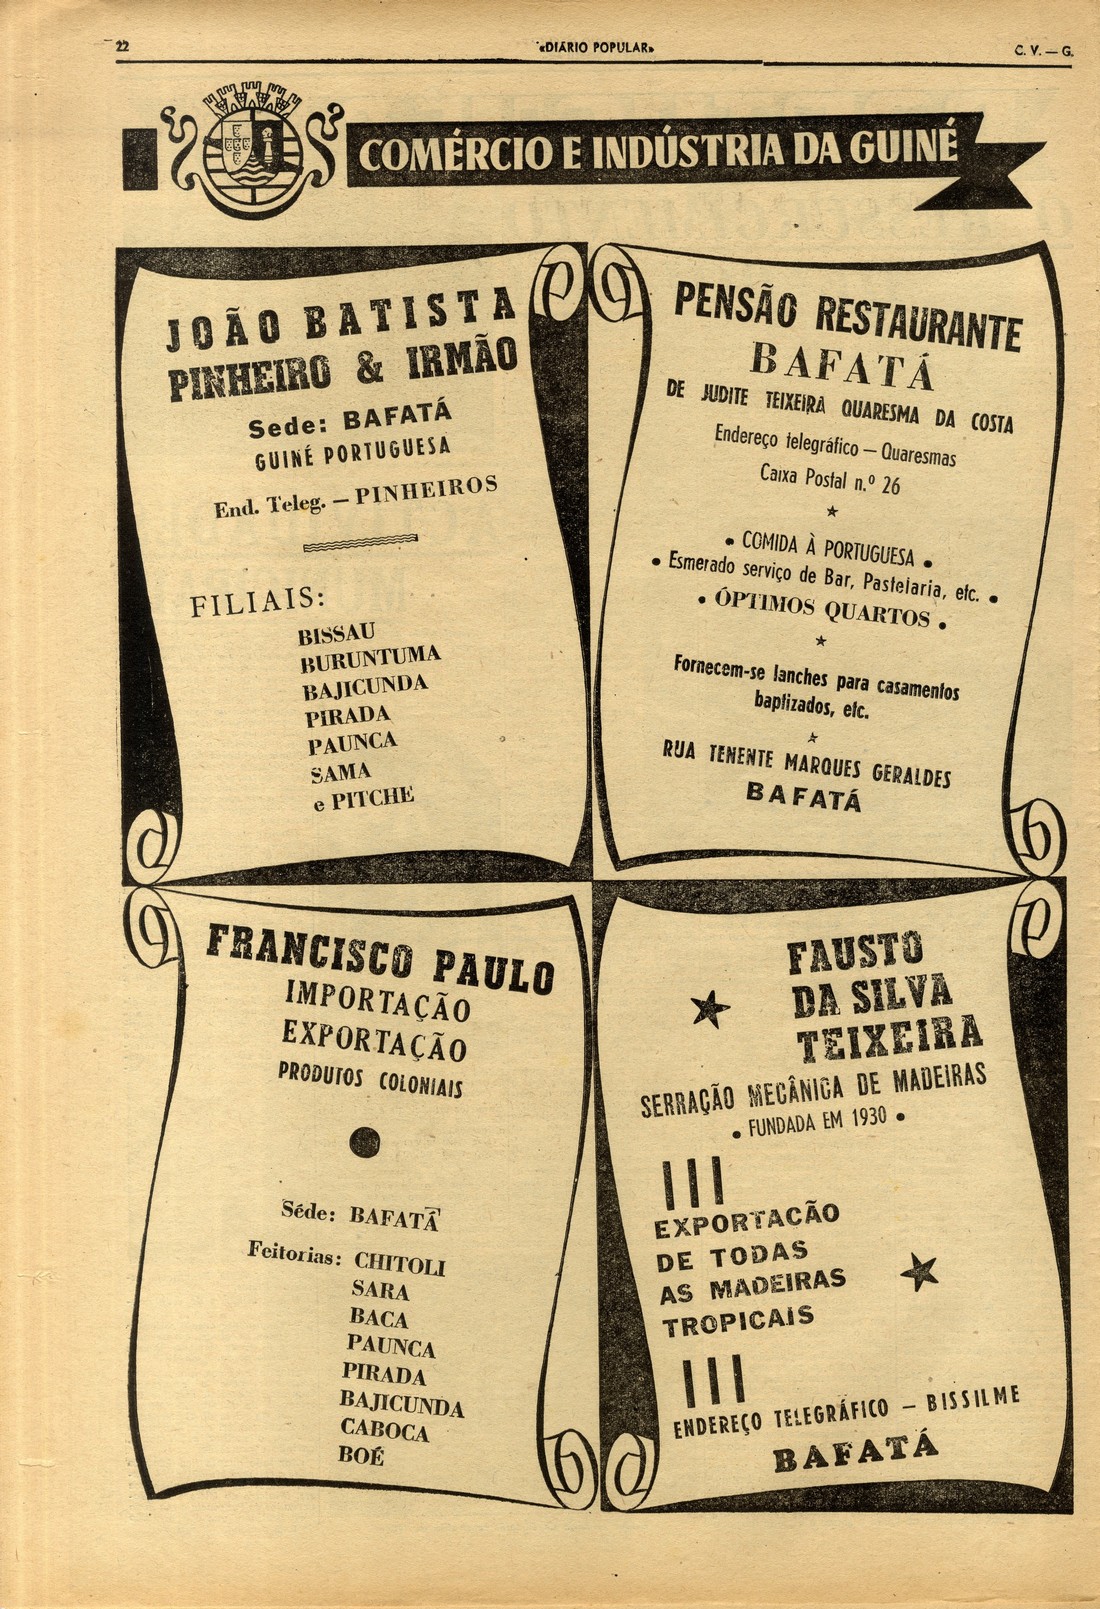 22
«DIÁRIO POPULAR»
C. V. — G.
COMÉRCIO E INDÚSTRIA DA GUINÉ
JOÃO BATISTA
PINHEIRO & IRMÃO
Sede: BAFATÁ
GUINÉ PORTUGUESA
End. Teleg. — PINHEIROS
FILIAIS:
BISSAU
BURUNTUMA
BAJICUNDA
PIRADA
PAUNCA
SAMA
e PITCHE
PENSÃO RESTAURANTE
BAFATÁ
DE JUDITE TEIXEIRA QUARESMA DA COSTA
Endereço telegráfico — Quaresmas
Caixa Postal n.º 26
• COMIDA À PORTUGUESA •
• Esmerado serviço de Bar, Pastelaria, etc. •
• ÓPTIMOS QUARTOS •
Fornecem-se lanches para casamentos
baptizados, etc.
RUA TENENTE MARQUES GERALDES
BAFATÁ
FRANCISCO PAULO
IMPORTAÇÃO
EXPORTAÇÃO
PRODUTOS COLONIAIS
Séde: BAFATÁ
Feitorias: CHITOLI
SARA
BACA
PAUNCA
PIRADA
BAJICUNDA
CABOCA
BOÉ
FAUSTO
DA SILVA
TEIXEIRA
SERRAÇÃO MECÂNICA DE MADEIRAS
• FUNDADA EM 1930 •
EXPORTAÇÃO
DE TODAS
AS MADEIRAS
TROPICAIS
ENDEREÇO TELEGRÁFICO — BISSILME
BAFATÁ